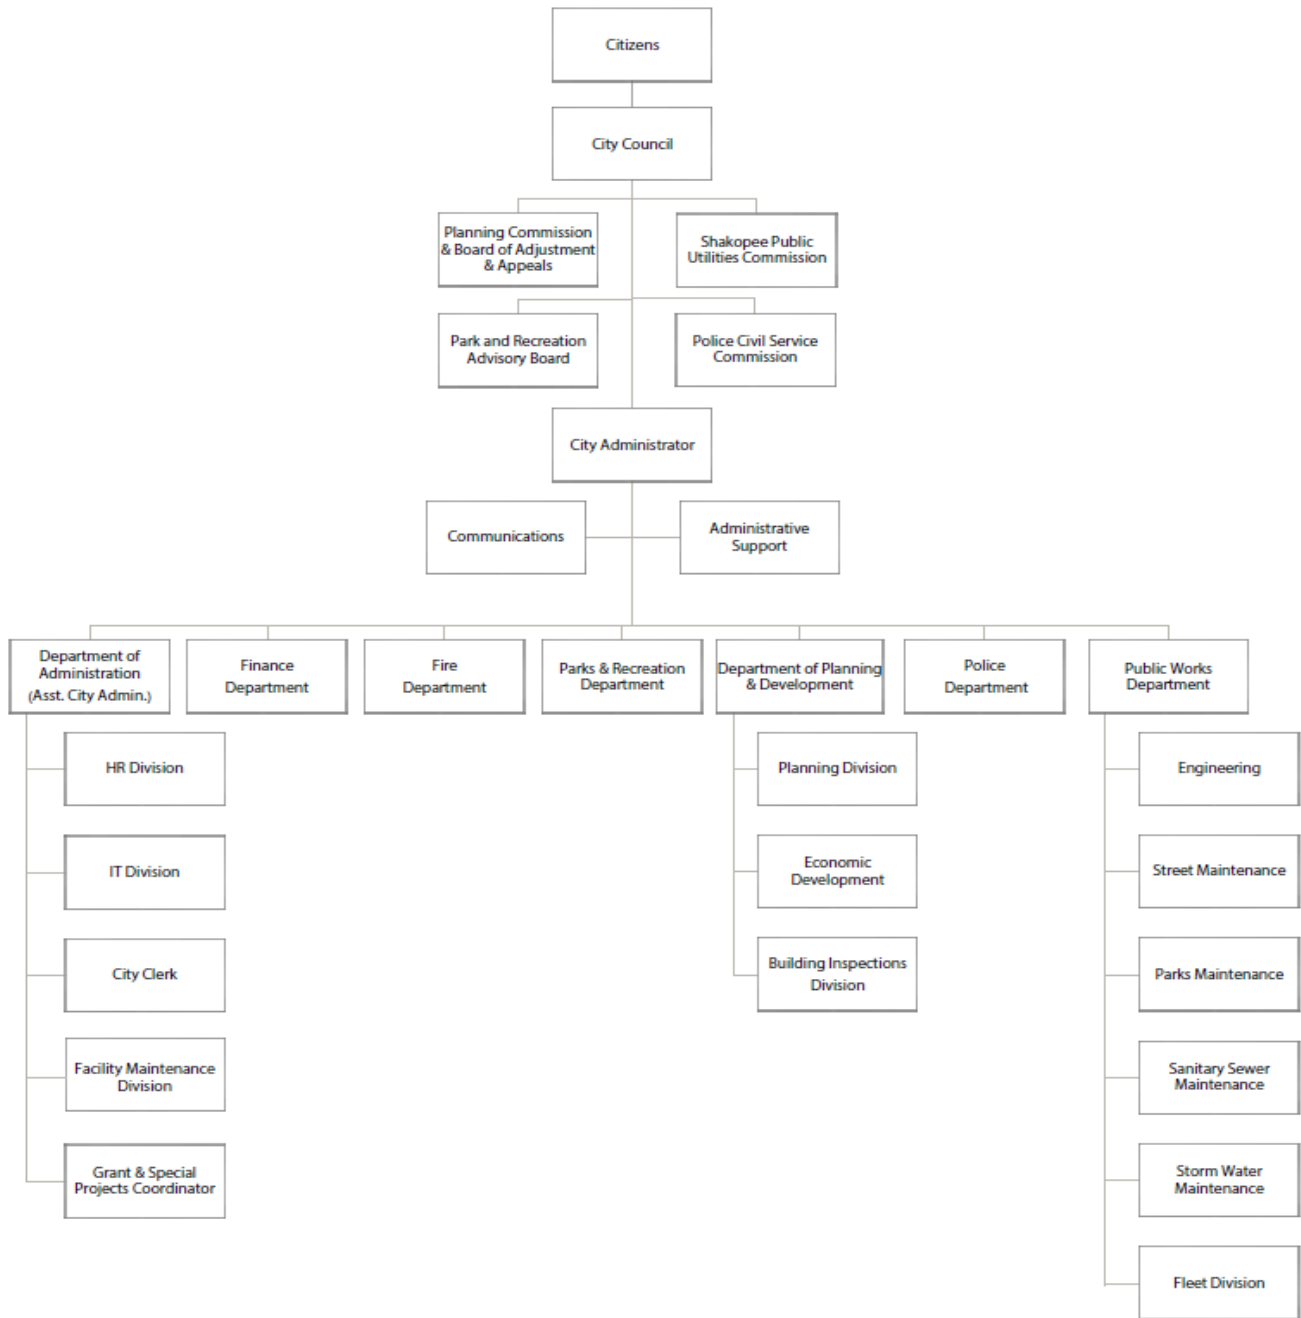 Citizens
City Council
Planning Commission
& Board of Adjustment
& Appeals
Shakopee Public
Utilities Commission
Park and Recreation
Advisory Board
Police Civil Service
Commission
City Administrator
Communications
Administrative
Support
Department of
Administration
(Asst. City Admin.)
Finance
Department
Fire
Department
Parks & Recreation
Department
Department of Planning
& Development
Police
Department
Public Works
Department
HR Division
IT Division
City Clerk
Facility Maintenance
Division
Grant & Special
Projects Coordinator
Planning Division
Economic
Development
Building Inspections
Division
Engineering
Street Maintenance
Parks Maintenance
Sanitary Sewer
Maintenance
Storm Water
Maintenance
Fleet Division